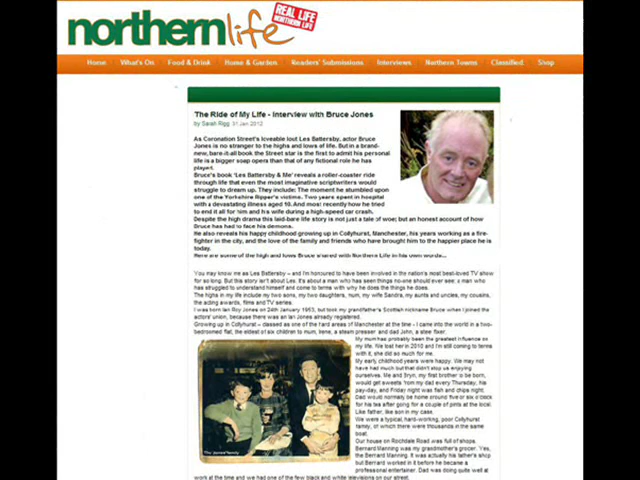 northernlife
REAL LIFE
NORTHERN LIFE
Home What's On Food & Drink Home & Garden Readers' Submissions Interviews Northern Towns Classified Shop
The Ride of My Life - Interview with Bruce Jones
by Sarah Rigg 31 Jan 2012
As Coronation Street's loveable lout Les Battersby, actor Bruce
Jones is no stranger to the highs and lows of life. But in a brand-
new, bare-it-all book the Street star is the first to admit his personal
life is a bigger soap opera than that of any fictional role he has
played.
Bruce's book 'Les Battersby & Me' reveals a roller-coaster ride
through life that even the most imaginative scriptwriters would
struggle to dream up. They include: The moment he stumbled upon
one of the Yorkshire Ripper's victims. Two years spent in hospital
with a devastating illness aged 10. And most recently how he tried
to end it all for him and his wife during a high-speed car crash.
Despite the high drama this laid-bare life story is not just a tale of woe; but an honest account of how
Bruce has had to face his demons.
He also reveals his happy childhood growing up in Collyhurst, Manchester, his years working as a fire-
fighter in the city, and the love of the family and friends who have brought him to the happier place he is
today.
Here are some of the high and lows Bruce shared with Northern Life in his own words...
You may know me as Les Battersby – and I'm honoured to have been involved in the nation's most best-loved TV show
for so long. But this story isn't about Les. It's about a man who has seen things no-one should ever see; a man who
has struggled to understand himself and come to terms with why he does the things he does.
The highs in my life include my two sons, my two daughters, mum, my wife Sandra, my aunts and uncles, my cousins,
the acting awards, films and TV series.
I was born Ian Roy Jones on 24th January 1953, but took my grandfather's Scottish nickname Bruce when I joined the
actors' union, because there was an Ian Jones already registered.
Growing up in Collyhurst – classed as one of the hard areas of Manchester at the time - I came into the world in a two-
bedroomed flat, the eldest of six children to mum, Irene, a steam presser and dad John, a steel fixer.
My mum has probably been the greatest influence on
my life. We lost her in 2010 and I'm still coming to terms
with it, she did so much for me.
My early childhood years were happy. We may not
have had much but that didn't stop us enjoying
ourselves. Me and Bryn, my first brother to be born,
would get sweets from my dad every Thursday, his
pay-day, and Friday night was fish and chips night.
Dad would normally be home around five or six o'clock
for his tea after going for a couple of pints at the local.
Like father, like son in my case.
We were a typical, hard-working, poor Collyhurst
family, of which there were thousands in the same
boat.
Our house on Rochdale Road was full of shops.
Bernard Manning was my grandmother's grocer. Yes,
the Bernard Manning. It was actually his father's shop
but Bernard worked in it before he became a
professional entertainer. Dad was doing quite well at
work at the time and we had one of the few black and white televisions on our street.
The Jones family